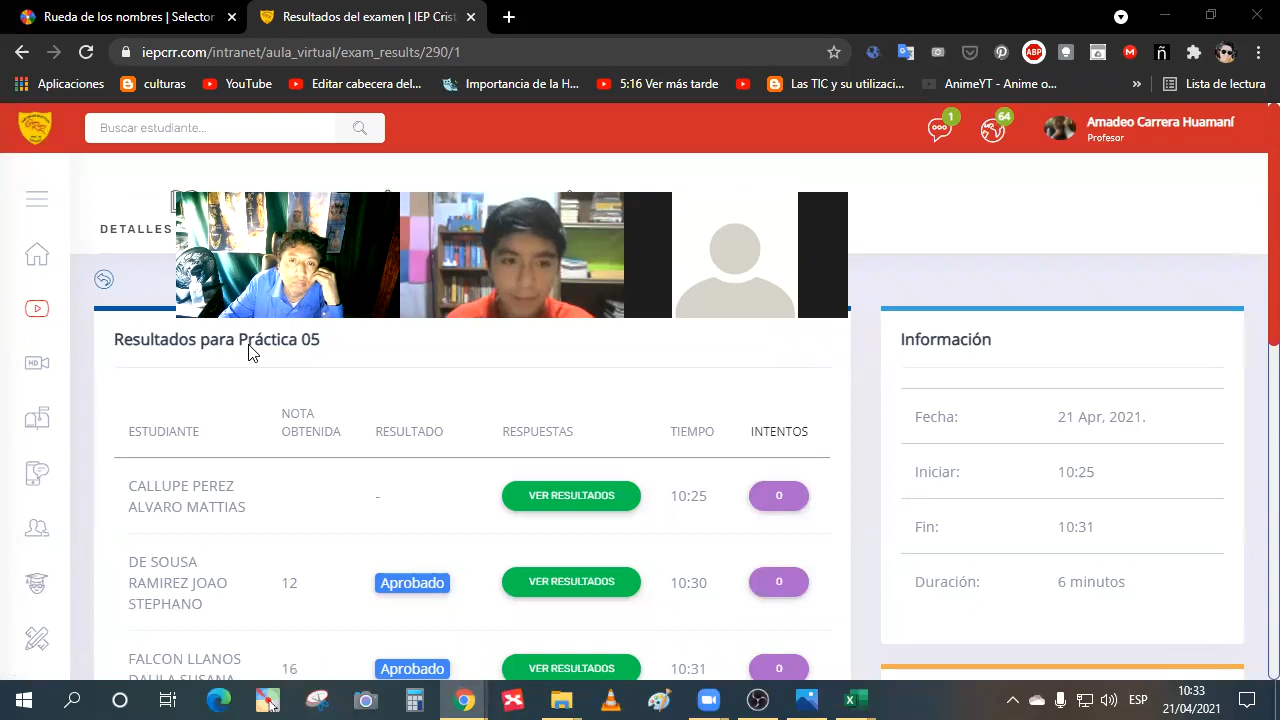 Rueda de los nombres | Selector
Resultados del examen | IEP Crist
iepcrr.com/intranet/aula_virtual/exam_results/290/1
ABP
M
ñ
Aplicaciones
culturas
YouTube
Editar cabecera del...
Importancia de la H...
5:16 Ver más tarde
Las TIC y su utilizaci...
AnimeYT - Anime o...
»
Lista de lectura
Buscar estudiante...
1
64
Amadeo Carrera Huamaní
Profesor
DETALLES
Resultados para Práctica 05
ESTUDIANTE
NOTA
OBTENIDA
RESULTADO
RESPUESTAS
TIEMPO
INTENTOS
CALLUPE PEREZ
ALVARO MATTIAS
-
VER RESULTADOS
10:25
0
DE SOUSA
RAMIREZ JOAO
STEPHANO
12
Aprobado
VER RESULTADOS
10:30
0
FALCON LLANOS
DALILA SUSANA
16
Aprobado
VER RESULTADOS
10:31
0
Información
Fecha: 21 Apr, 2021.
Iniciar: 10:25
Fin: 10:31
Duración: 6 minutos
HD
ESP
10:33
21/04/2021